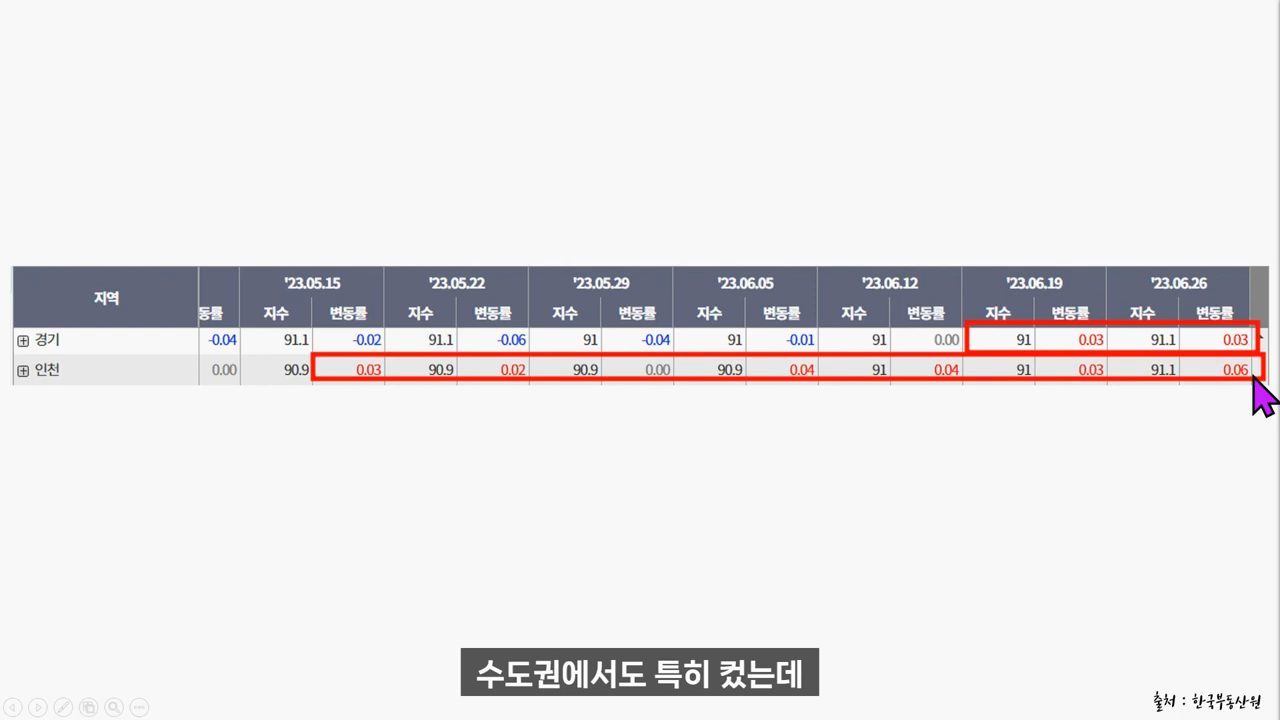 지역 동률 '23.05.15 '23.05.22 '23.05.29 '23.06.05 '23.06.12 '23.06.19 '23.06.26
지수 변동률 지수 변동률 지수 변동률 지수 변동률 지수 변동률 지수 변동률 지수 변동률
경기 -0.04 91.1 -0.02 91.1 -0.06 91 -0.04 91 -0.01 91 0.00 91 0.03 91.1 0.03
인천 0.00 90.9 0.03 90.9 0.02 90.9 0.00 90.9 0.04 91 0.04 91 0.03 91.1 0.06
수도권에서도 특히 컸는데
출처 : 한국부동산원